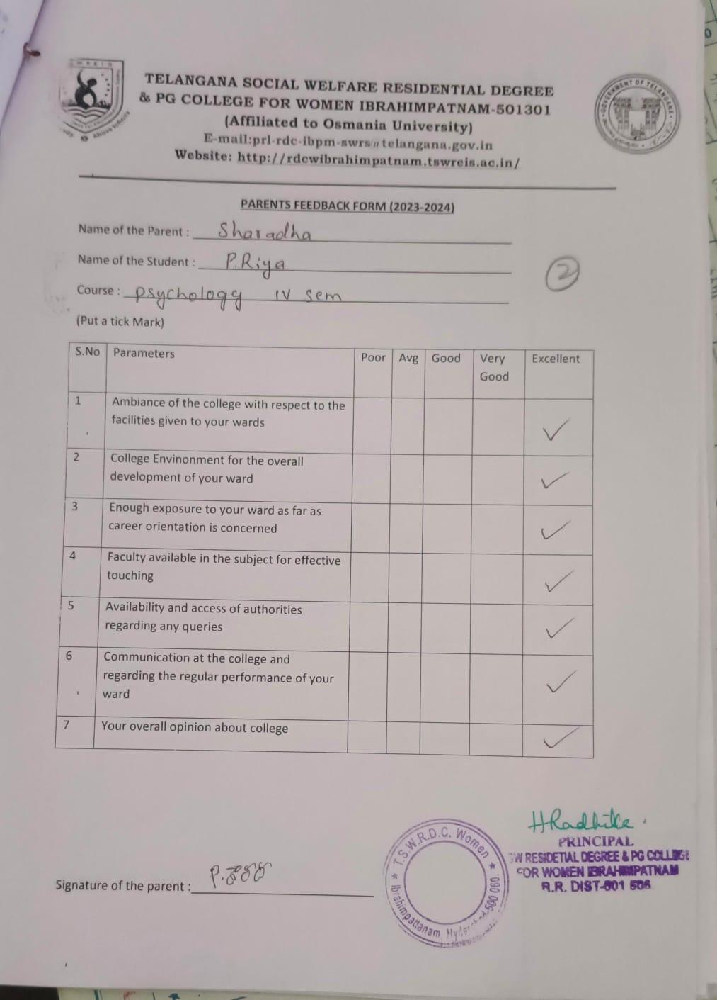 TELANGANA SOCIAL WELFARE RESIDENTIAL DEGREE
& PG COLLEGE FOR WOMEN IBRAHIMPATNAM-501301
(Affiliated to Osmania University)
E-mail:prl-rdc-ibpm-swrs@telangana.gov.in
Website: http://rdcwibrahimpatnam.tswreis.ac.in/
GOVERNMENT OF TELANGANA
PARENTS FEEDBACK FORM (2023-2024)
Name of the Parent : Sharadha
Name of the Student : P.Riya
2
Course : psychology IV sem
(Put a tick Mark)
S.No Parameters Poor Avg Good Very Excellent
Good
1 Ambiance of the college with respect to the
facilities given to your wards ✓
2 College Envinonment for the overall
development of your ward ✓
3 Enough exposure to your ward as far as
career orientation is concerned ✓
4 Faculty available in the subject for effective
touching ✓
5 Availability and access of authorities
regarding any queries ✓
6 Communication at the college and
regarding the regular performance of your ✓
ward
7 Your overall opinion about college ✓
HRadhika
PRINCIPAL
SW RESIDETIAL DEGREE & PG COLLEGE
FOR WOMEN IBRAHIMPATNAM
R.R. DIST-501 506
T.S.W.R.D.C. Women
Ibrahimpattanam, 500 060.
Signature of the parent : P.